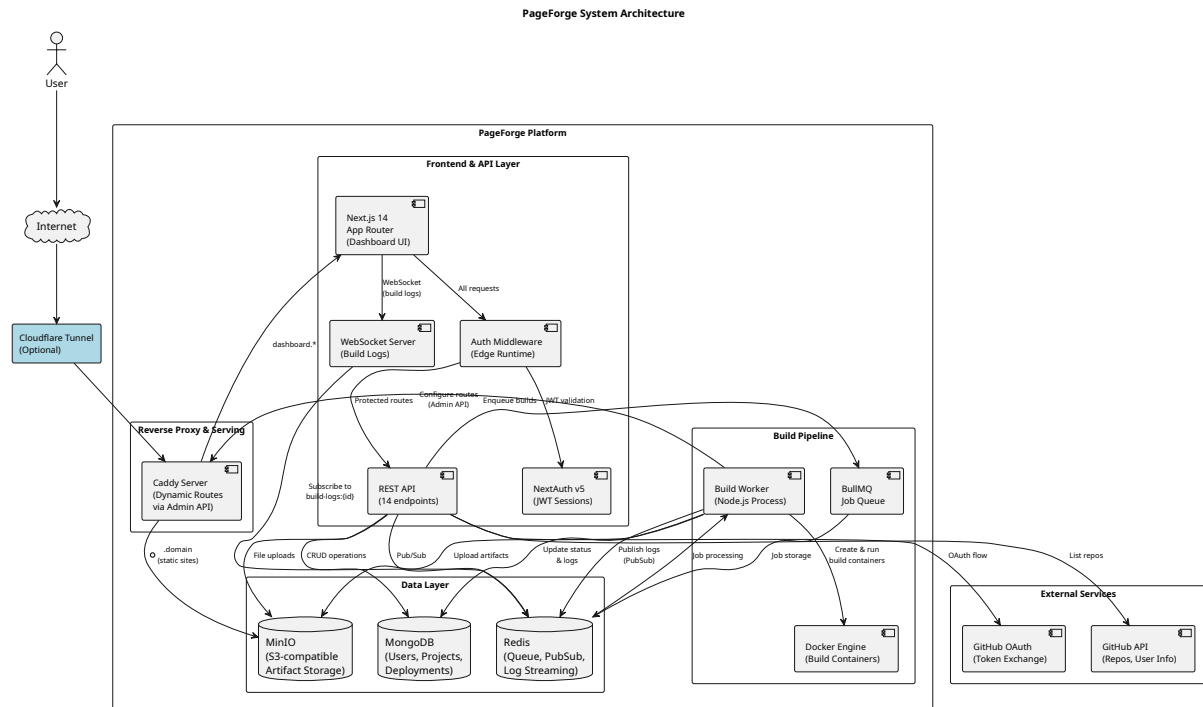 PageForge System Architecture
User
PageForge Platform
Frontend & API Layer
Next.js 14
App Router
(Dashboard UI)
Internet
WebSocket
(build logs)
All requests
Cloudflare Tunnel
(Optional)
dashboard.*
WebSocket Server
(Build Logs)
Auth Middleware
(Edge Runtime)
Protected routes
Configure routes
(Admin API)
Enqueue builds
JWT validation
Reverse Proxy & Serving
Build Pipeline
Caddy Server
(Dynamic Routes
via Admin API)
Subscribe to
build-logs:{id}
REST API
(14 endpoints)
NextAuth v5
(JWT Sessions)
Build Worker
(Node.js Process)
BullMQ
Job Queue
.domain
(static sites)
File uploads
CRUD operations
Pub/Sub
Upload artifacts
Update status
& logs
Publish logs
(PubSub)
Job processing
Job storage
Create & run
build containers
OAuth flow
List repos
Data Layer
External Services
MinIO
(S3-compatible
Artifact Storage)
MongoDB
(Users, Projects,
Deployments)
Redis
(Queue, PubSub,
Log Streaming)
Docker Engine
(Build Containers)
GitHub OAuth
(Token Exchange)
GitHub API
(Repos, User Info)